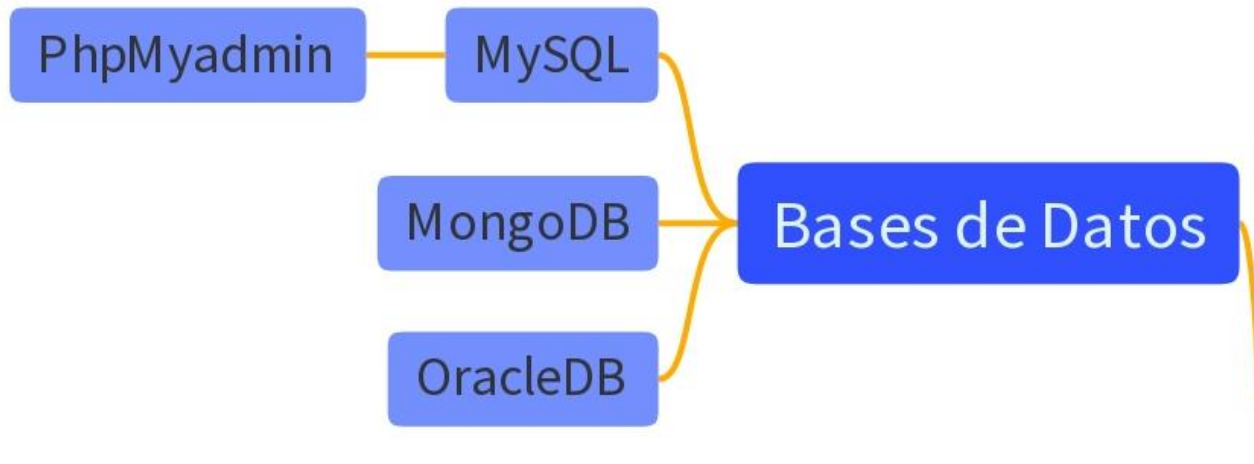 PhpMyadmin
MySQL
MongoDB
Bases de Datos
OracleDB